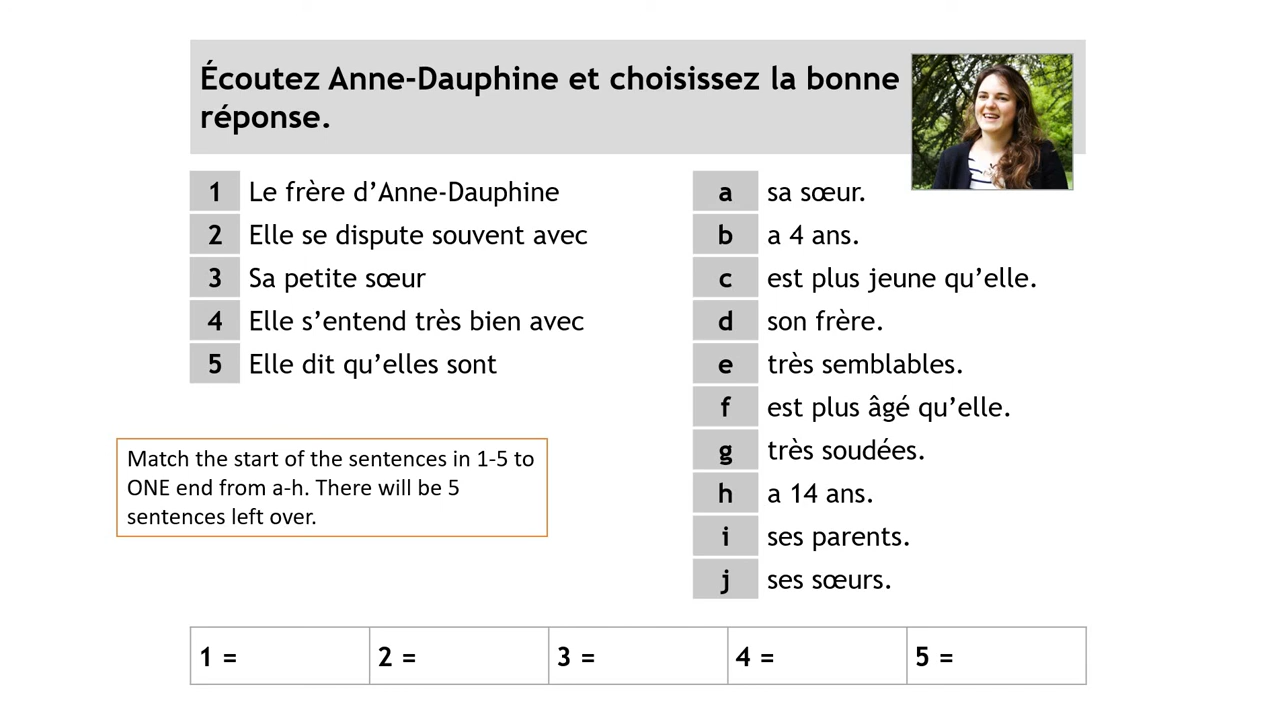 Écoutez Anne-Dauphine et choisissez la bonne
réponse.
1 Le frère d’Anne-Dauphine
2 Elle se dispute souvent avec
3 Sa petite sœur
4 Elle s’entend très bien avec
5 Elle dit qu’elles sont
a sa sœur.
b a 4 ans.
c est plus jeune qu’elle.
d son frère.
e très semblables.
f est plus âgé qu’elle.
g très soudées.
h a 14 ans.
i ses parents.
j ses sœurs.
Match the start of the sentences in 1-5 to
ONE end from a-h. There will be 5
sentences left over.
1 = 2 = 3 = 4 = 5 =